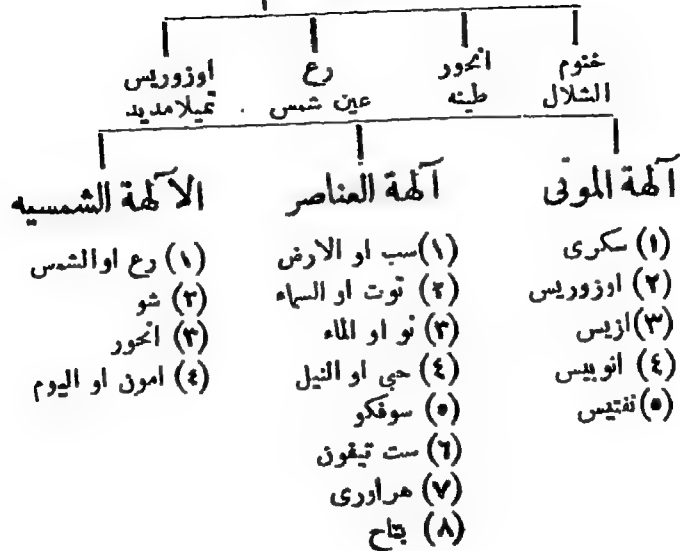 خنوم
الشلال
انحور
طينه
رع
عين شمس
اوزوريس
تميلامديد
آلهة الموتى
(١) سكرى
(٢) اوزوريس
(٣) ازيس
(٤) انوبيس
(٥) نفتيس
آلهة العناصر
(١) سب او الارض
(٢) توت او السماء
(٣) نو او الماء
(٤) حبى او النيل
(٥) سوفكو
(٦) ست تيفون
(٧) هراورى
(٨) بتاح
الآلهة الشمسيه
(١) رع او الشمس
(٢) شو
(٣) انحور
(٤) امون او اليوم